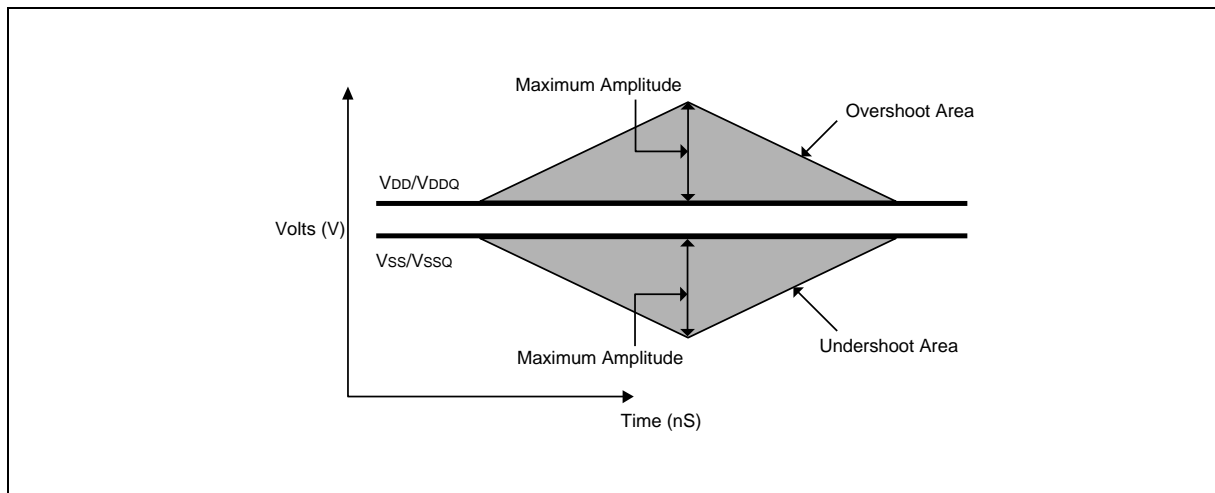 Maximum Amplitude
Overshoot Area
VDD/VDDQ
Volts (V)
VSS/VSSQ
Undershoot Area
Maximum Amplitude
Time (nS)